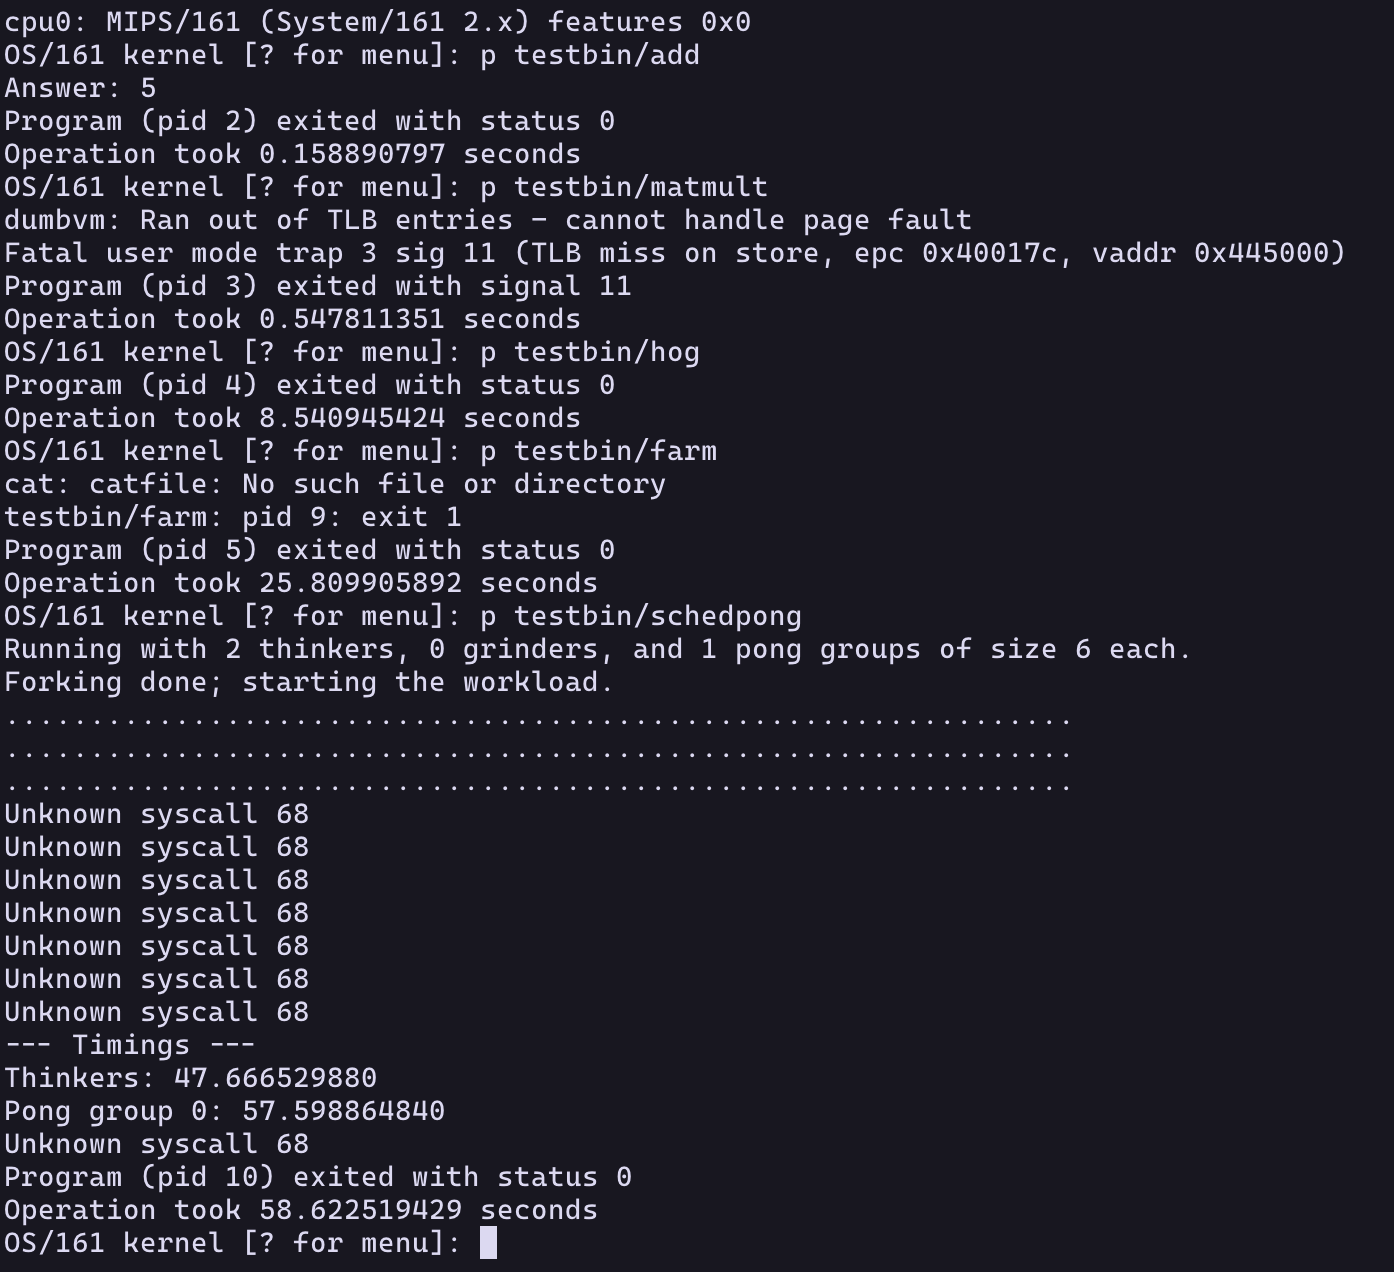 cpu0: MIPS/161 (System/161 2.x) features 0x0
OS/161 kernel [? for menu]: p testbin/add
Answer: 5
Program (pid 2) exited with status 0
Operation took 0.158890797 seconds
OS/161 kernel [? for menu]: p testbin/matmult
dumbvm: Ran out of TLB entries - cannot handle page fault
Fatal user mode trap 3 sig 11 (TLB miss on store, epc 0x40017c, vaddr 0x445000)
Program (pid 3) exited with signal 11
Operation took 0.547811351 seconds
OS/161 kernel [? for menu]: p testbin/hog
Program (pid 4) exited with status 0
Operation took 8.540945424 seconds
OS/161 kernel [? for menu]: p testbin/farm
cat: catfile: No such file or directory
testbin/farm: pid 9: exit 1
Program (pid 5) exited with status 0
Operation took 25.809905892 seconds
OS/161 kernel [? for menu]: p testbin/schedpong
Running with 2 thinkers, 0 grinders, and 1 pong groups of size 6 each.
Forking done; starting the workload.
...............................................................
...............................................................
...............................................................
Unknown syscall 68
Unknown syscall 68
Unknown syscall 68
Unknown syscall 68
Unknown syscall 68
Unknown syscall 68
Unknown syscall 68
--- Timings ---
Thinkers: 47.666529880
Pong group 0: 57.598864840
Unknown syscall 68
Program (pid 10) exited with status 0
Operation took 58.622519429 seconds
OS/161 kernel [? for menu]: